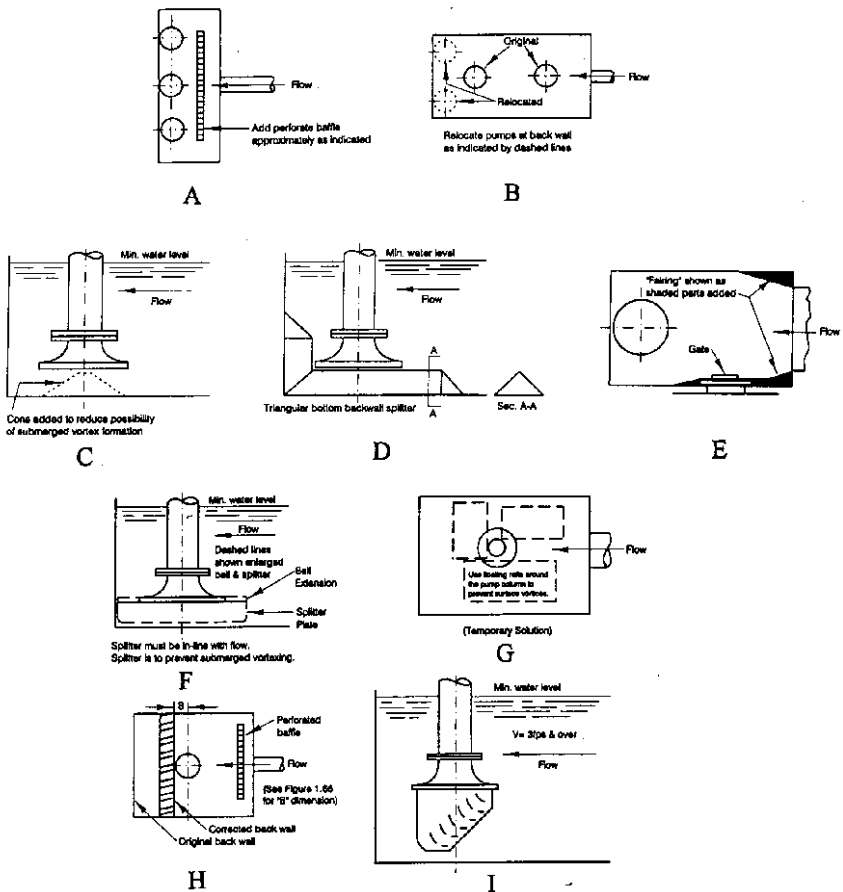 Flow
Add perforate baffle
approximately as indicated
A
Original
Flow
Relocated
Relocate pumps at back wall
as indicated by dashed lines
B
Min. water level
Flow
Cone added to reduce possibility
of submerged vortex formation
C
Min. water level
Flow
A
A
Triangular bottom backwall splitter
Sec. A-A
D
"Fairing" shown as
shaded parts added
Flow
Gate
E
Min. water level
Flow
Dashed lines
shown enlarged
bell & splitter
Bell
Extension
Splitter
Plate
Splitter must be in-line with flow.
Splitter is to prevent submerged vortexing.
F
Flow
Use floating rafts around
the pump column to
prevent surface vortices.
(Temporary Solution)
G
B
Perforated
baffle
Flow
(See Figure 1.66
for "B" dimension)
Corrected back wall
Original back wall
H
Min. water level
V= 3fps & over
Flow
I